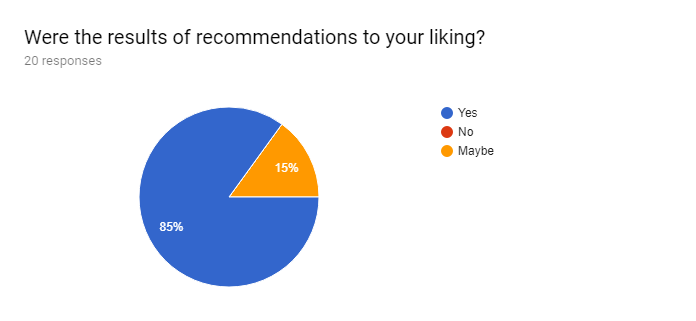 Were the results of recommendations to your liking?
20 responses
Yes
No
Maybe
15%
85%